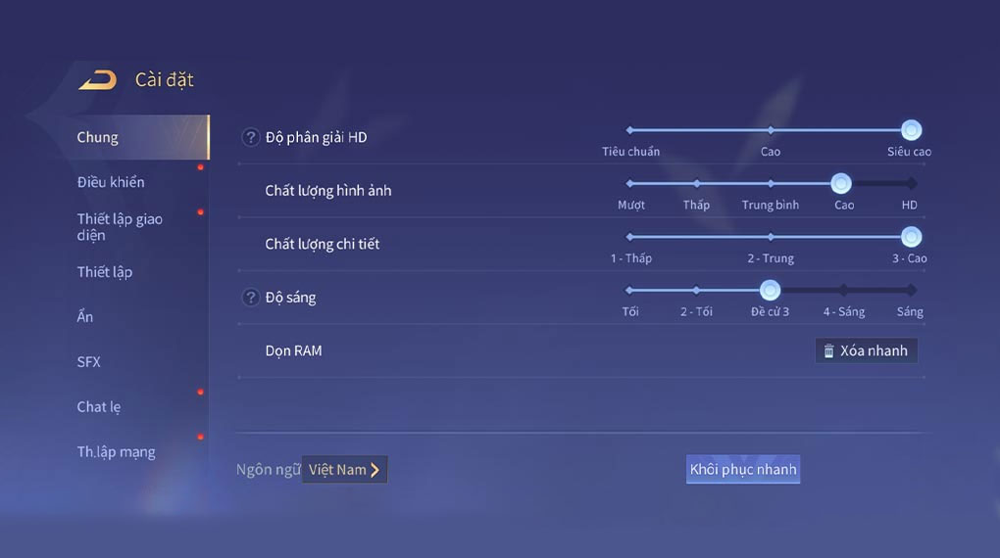 Cài đặt
Chung
Điều khiển
Thiết lập giao
diện
Thiết lập
Ẩn
SFX
Chat lẹ
Th.lập mạng
? Độ phân giải HD
Tiêu chuẩn Cao Siêu cao
Chất lượng hình ảnh
Mượt Thấp Trung bình Cao HD
Chất lượng chi tiết
1 - Thấp 2 - Trung 3 - Cao
? Độ sáng
Tối 2 - Tối Đề cử 3 4 - Sáng Sáng
Dọn RAM
Xóa nhanh
Ngôn ngữ Việt Nam
Khôi phục nhanh